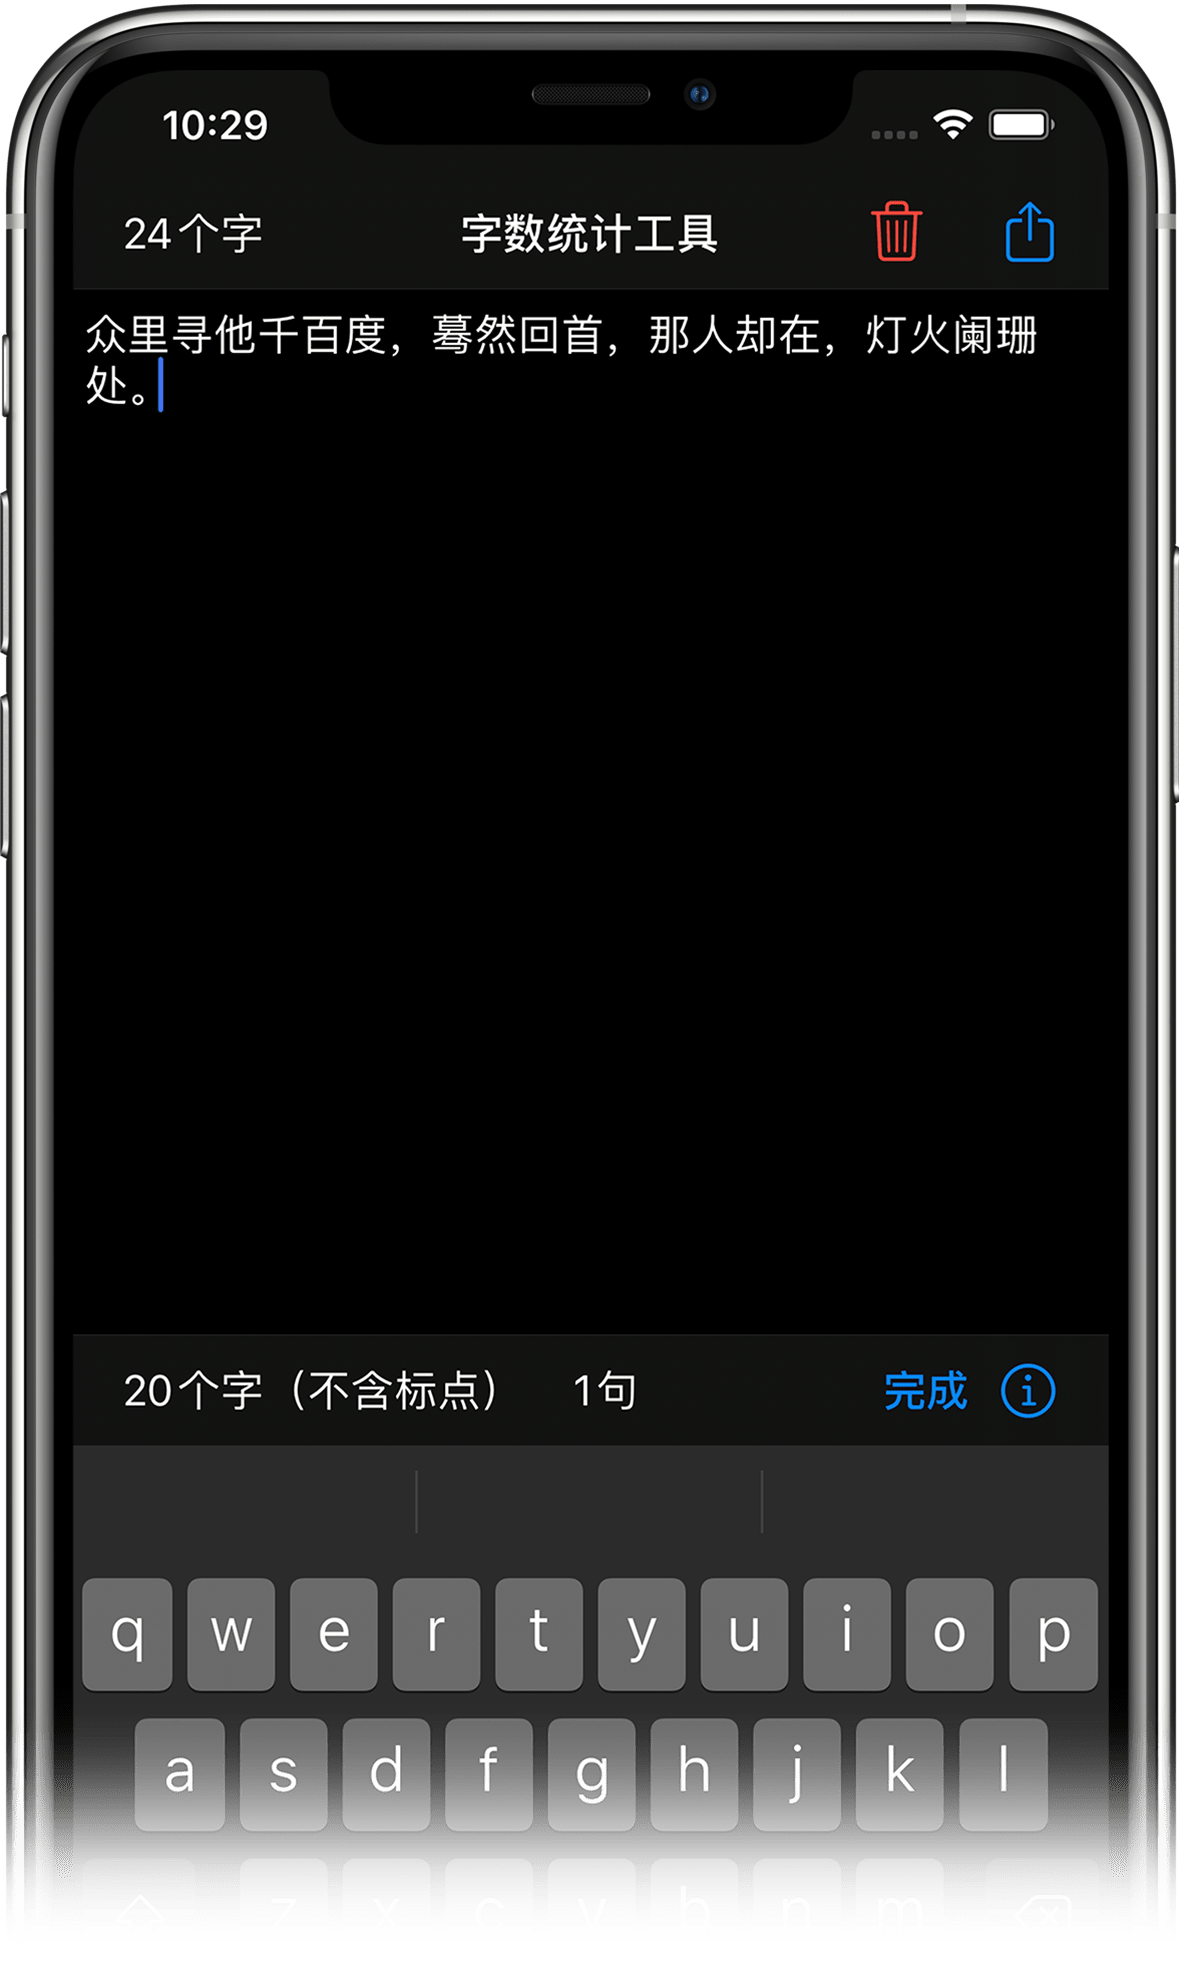 10:29
24个字 字数统计工具
众里寻他千百度，蓦然回首，那人却在，灯火阑珊
处。
20个字（不含标点） 1句 完成
q w e r t y u i o p
a s d f g h j k l
z x c v b n m